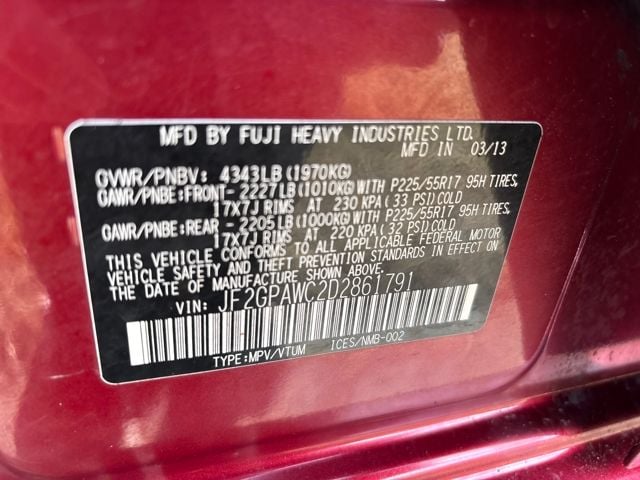 MFD BY FUJI HEAVY INDUSTRIES LTD.
MFD IN 03/13
GVWR/PNBV: 4343LB(1970KG)
GAWR/PNBE:FRONT-2227LB(1010KG)WITH P225/55R17 95H TIRES,
17X7J RIMS AT 230 KPA(33 PSI)COLD
GAWR/PNBE:REAR -2205LB(1000KG)WITH P225/55R17 95H TIRES,
17X7J RIMS AT 220 KPA(32 PSI)COLD
THIS VEHICLE CONFORMS TO ALL APPLICABLE FEDERAL MOTOR
VEHICLE SAFETY AND THEFT PREVENTION STANDARDS IN EFFECT
ON THE DATE OF MANUFACTURE SHOWN ABOVE.
VIN: JF2GPAWC2D2861791
TYPE:MPV/VTUM ICES/NMB-002